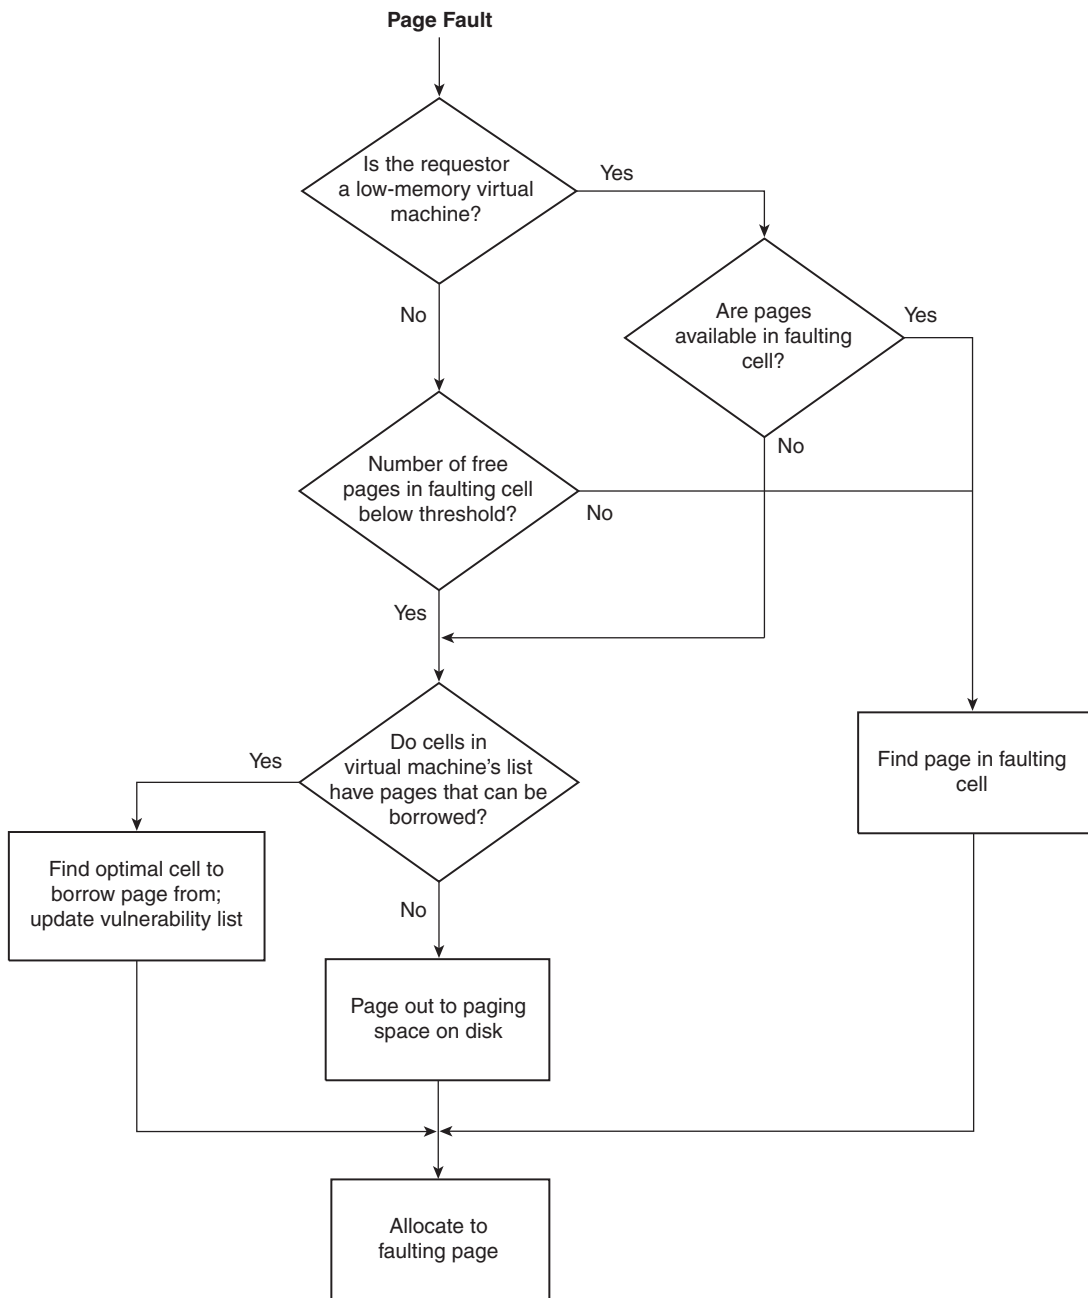 Page Fault
Is the requestor
a low-memory virtual
machine?
Yes
No
Are pages
available in faulting
cell?
Yes
No
Number of free
pages in faulting cell
below threshold?
No
Yes
Do cells in
virtual machine's list
have pages that can be
borrowed?
Yes
No
Find page in faulting
cell
Find optimal cell to
borrow page from;
update vulnerability list
Page out to paging
space on disk
Allocate to
faulting page